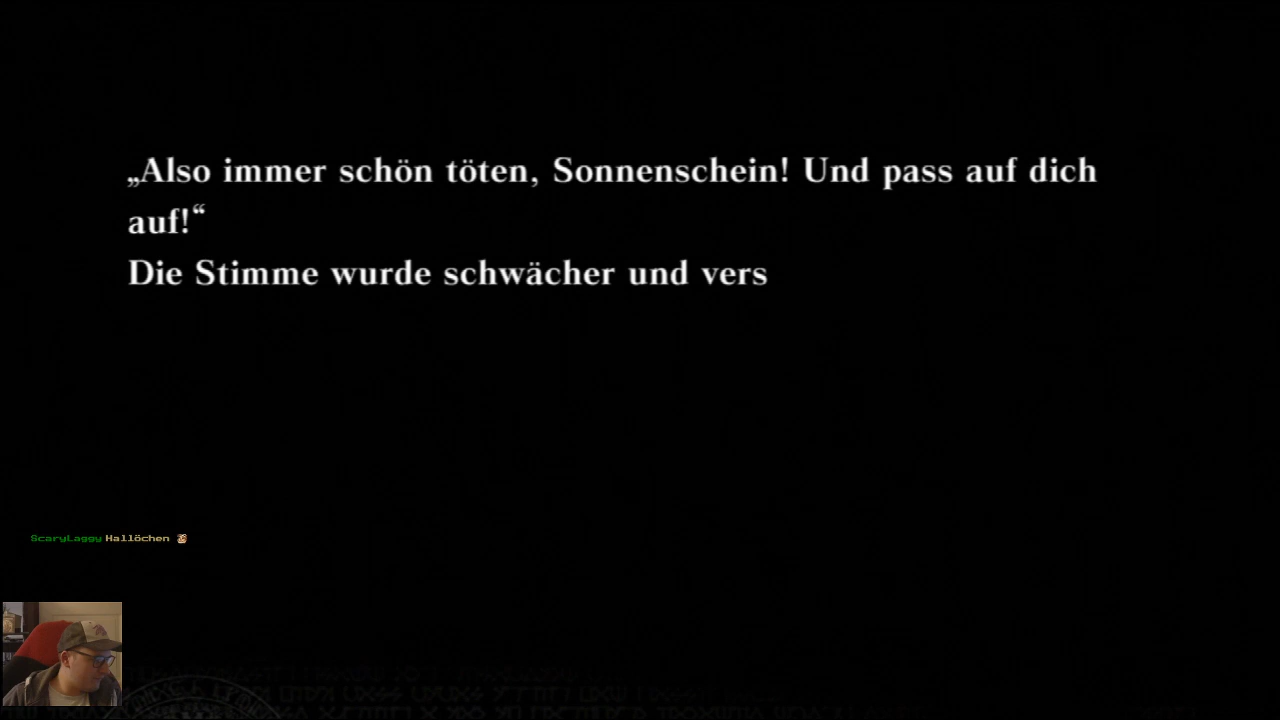 „Also immer schön töten, Sonnenschein! Und pass auf dich
auf!“
Die Stimme wurde schwächer und vers
ScaryLaggy Hallöchen